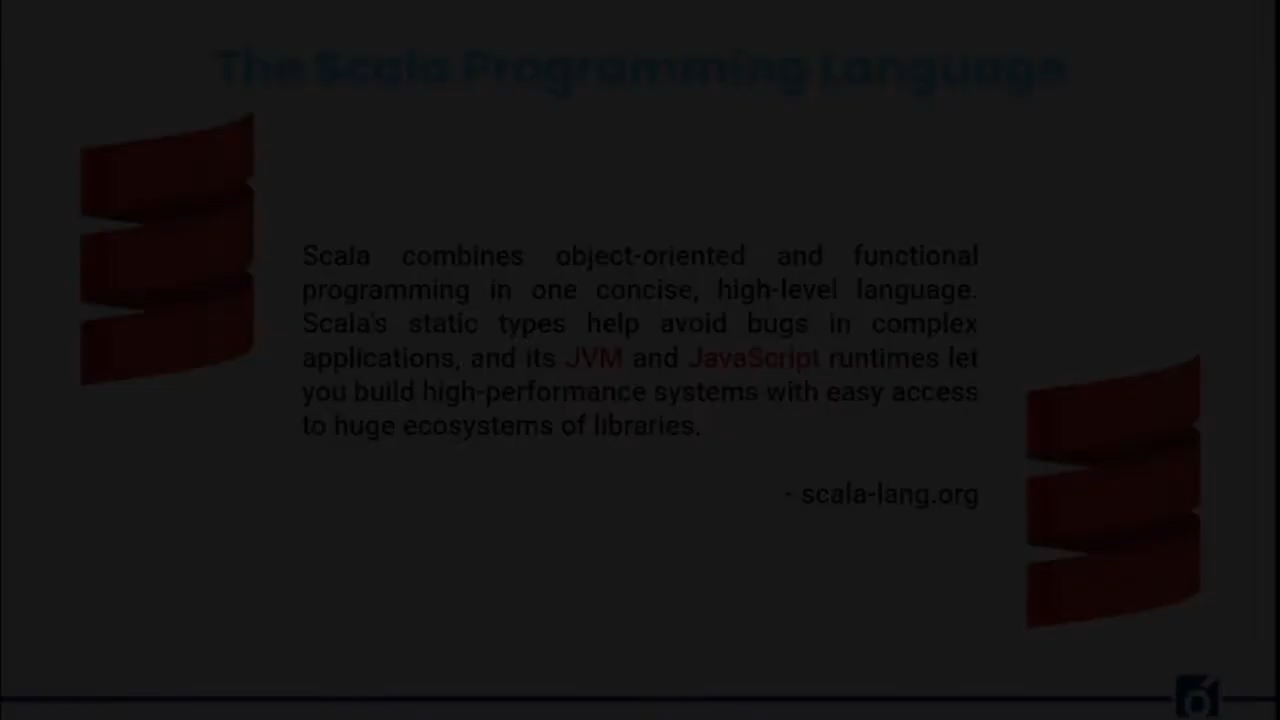 The Scala Programming Language
Scala combines object-oriented and functional
programming in one concise, high-level language.
Scala's static types help avoid bugs in complex
applications, and its JVM and JavaScript runtimes let
you build high-performance systems with easy access
to huge ecosystems of libraries.
- scala-lang.org